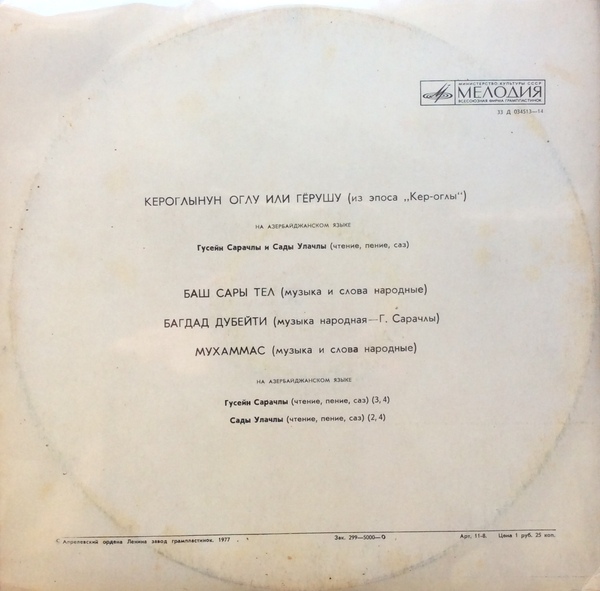 МИНИСТЕРСТВО КУЛЬТУРЫ СССР
МЕЛОДИЯ
ВСЕСОЮЗНАЯ ФИРМА ГРАМПЛАСТИНОК
33 Д 034513—14
КЕРОГЛЫНУН ОГЛУ ИЛИ ГЁРУШУ (из эпоса „Кер-оглы")
НА АЗЕРБАЙДЖАНСКОМ ЯЗЫКЕ
Гусейн Сарачлы и Сады Улачлы (чтение, пение, саз)
БАШ САРЫ ТЕЛ (музыка и слова народные)
БАГДАД ДУБЕЙТИ (музыка народная—Г. Сарачлы)
МУХАММАС (музыка и слова народные)
НА АЗЕРБАЙДЖАНСКОМ ЯЗЫКЕ
Гусейн Сарачлы (чтение, пение, саз) (3, 4)
Сады Улачлы (чтение, пение, саз) (2, 4)
Апрелевский ордена Ленина завод грампластинок. 1977 Зак. 299—5000—0 Арт. 11-8. Цена 1 руб. 25 коп.